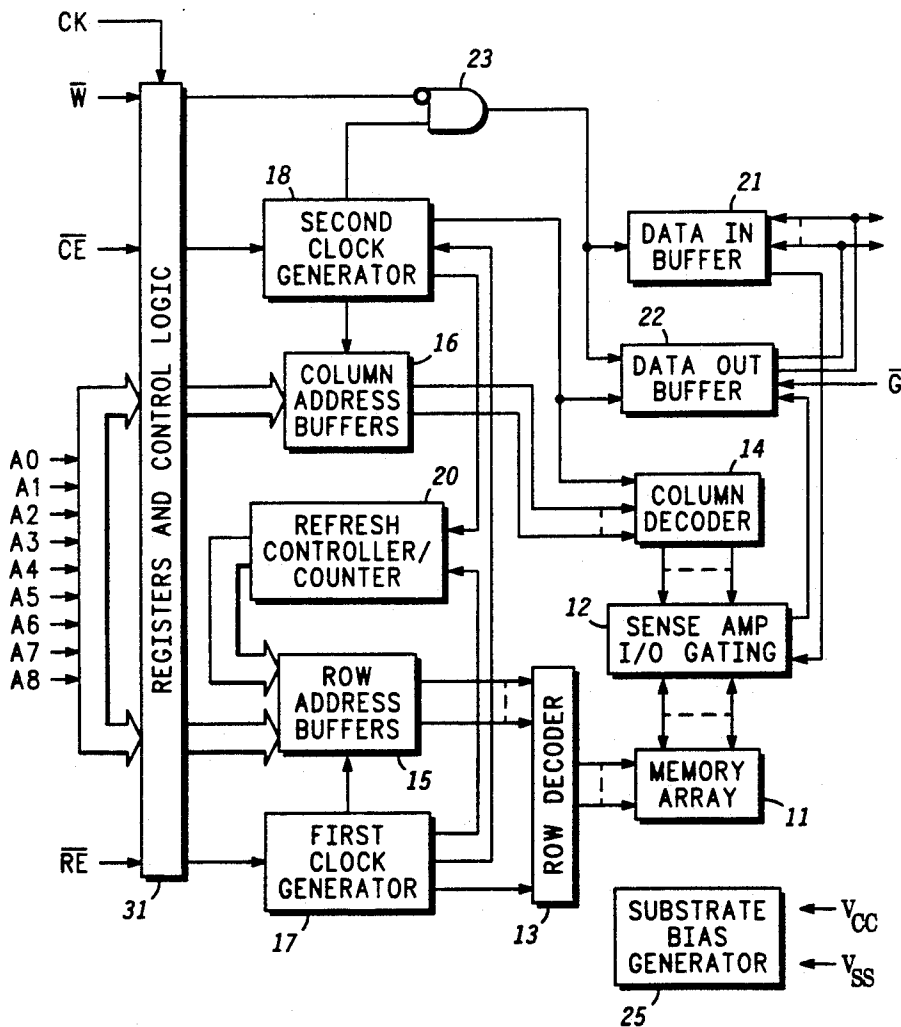 CK
W̅
23
18
SECOND
CLOCK
GENERATOR
21
DATA IN
BUFFER
C̅E̅
REGISTERS AND CONTROL LOGIC
16
COLUMN
ADDRESS
BUFFERS
22
DATA OUT
BUFFER
G̅
A0
A1
A2
A3
A4
A5
A6
A7
A8
20
REFRESH
CONTROLLER/
COUNTER
14
COLUMN
DECODER
12
SENSE AMP
I/O GATING
ROW
ADDRESS
BUFFERS
15
ROW DECODER
13
MEMORY
ARRAY
11
R̅E̅
31
FIRST
CLOCK
GENERATOR
17
SUBSTRATE
BIAS
GENERATOR
25
VCC
VSS